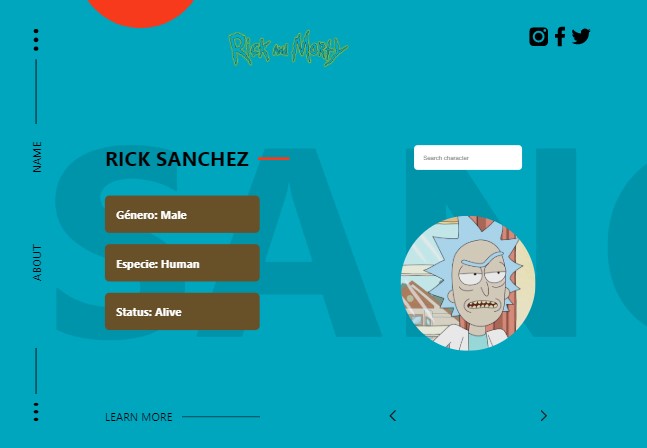 Rick and Morty
NAME
ABOUT
SANC
RICK SANCHEZ
Search character
Género: Male
Especie: Human
Status: Alive
LEARN MORE